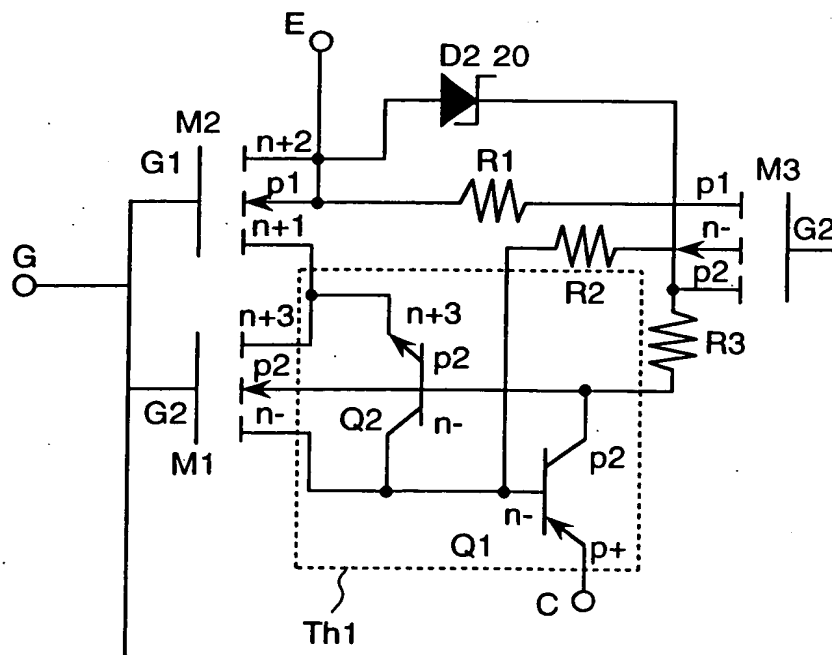 E
D2 20
M2
G1
n+2
p1
n+1
R1
M3
p1
n-
G2
p2
R2
G
n+3
n+3
p2
p2
R3
G2
n-
Q2
n-
M1
p2
n-
Q1
p+
C
Th1